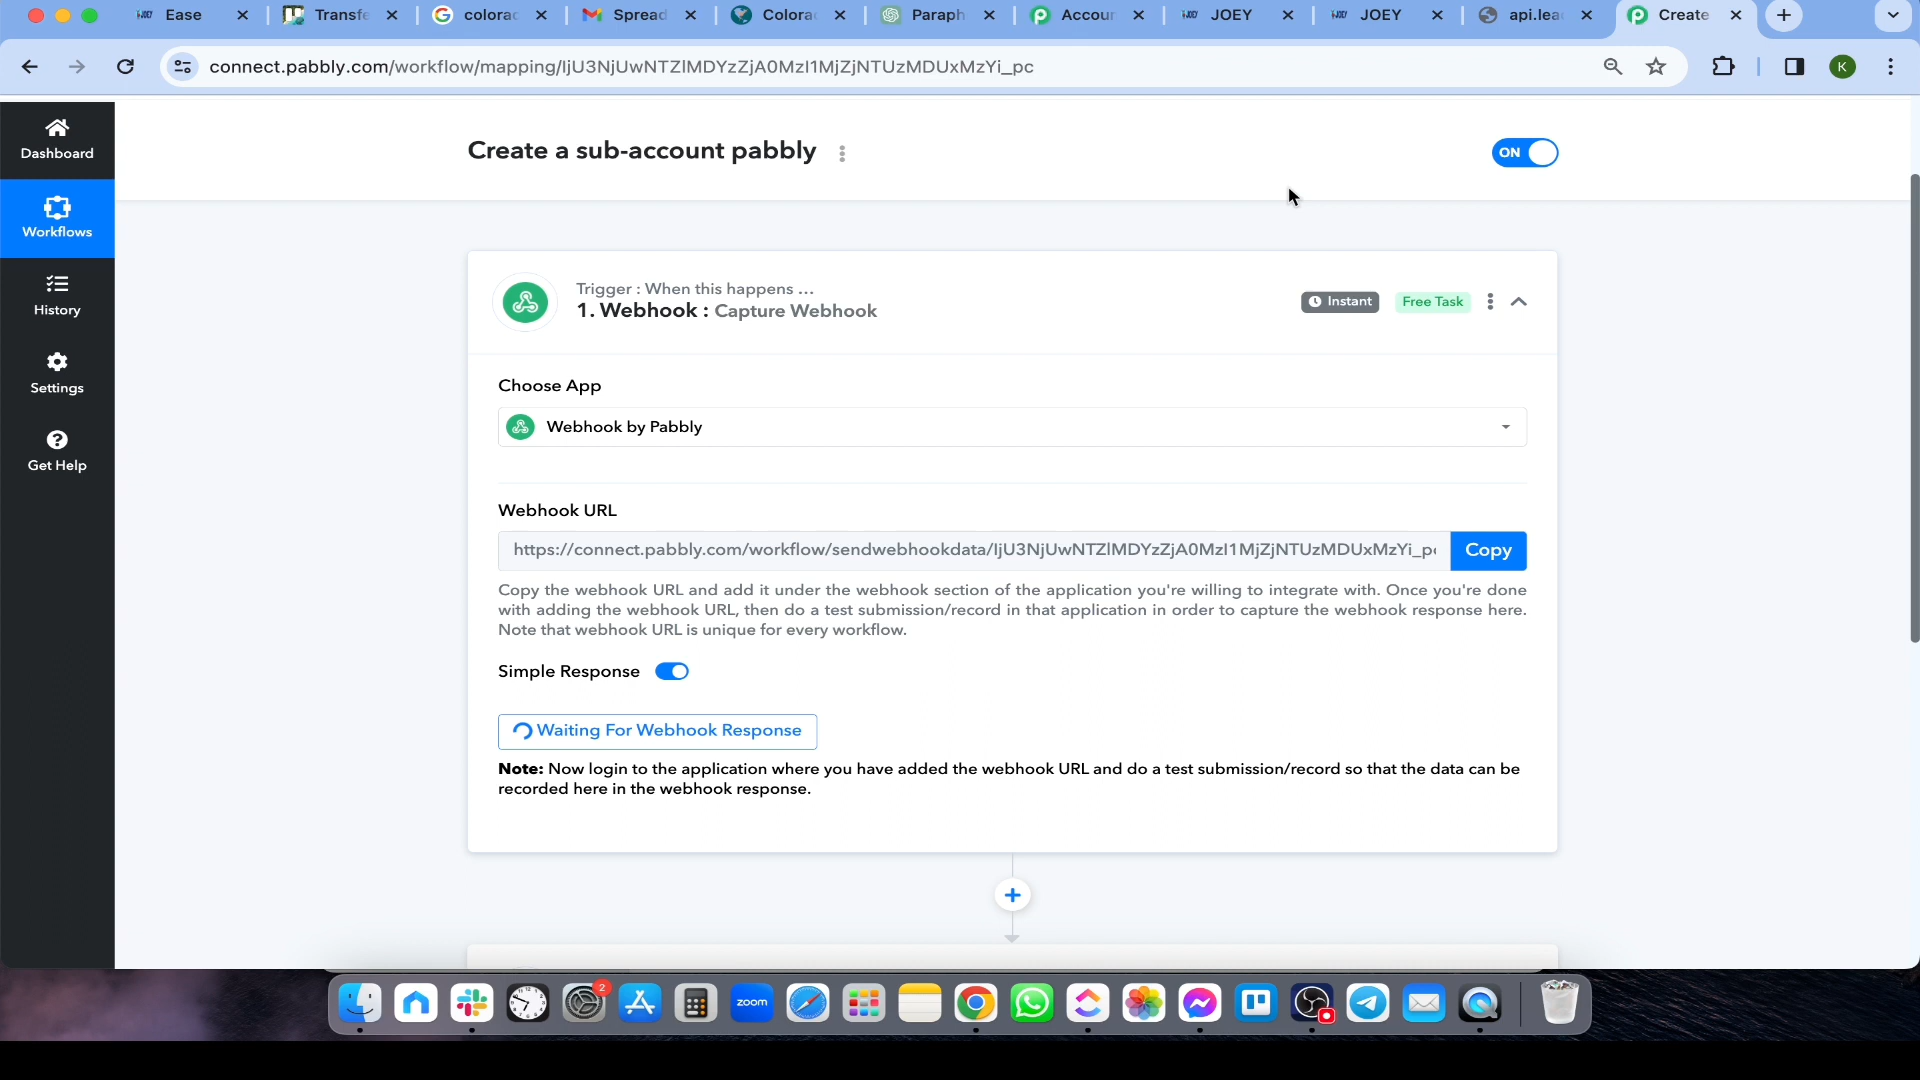 Ease
Transfe
colorac
Spread
Colora
Paraph
Accour
JOEY
JOEY
api.lea
Create
connect.pabbly.com/workflow/mapping/IjU3NjUwNTZlMDYzZjA0MzI1MjZjNTUzMDUxMzYi_pc
K
Dashboard
Workflows
History
Settings
Get Help
Create a sub-account pabbly
ON
Trigger : When this happens ...
1. Webhook : Capture Webhook
Instant
Free Task
Choose App
Webhook by Pabbly
Webhook URL
https://connect.pabbly.com/workflow/sendwebhookdata/IjU3NjUwNTZlMDYzZjA0MzI1MjZjNTUzMDUxMzYi_pc
Copy
Copy the webhook URL and add it under the webhook section of the application you're willing to integrate with. Once you're done
with adding the webhook URL, then do a test submission/record in that application in order to capture the webhook response here.
Note that webhook URL is unique for every workflow.
Simple Response
Waiting For Webhook Response
Note: Now login to the application where you have added the webhook URL and do a test submission/record so that the data can be
recorded here in the webhook response.
2
zoom